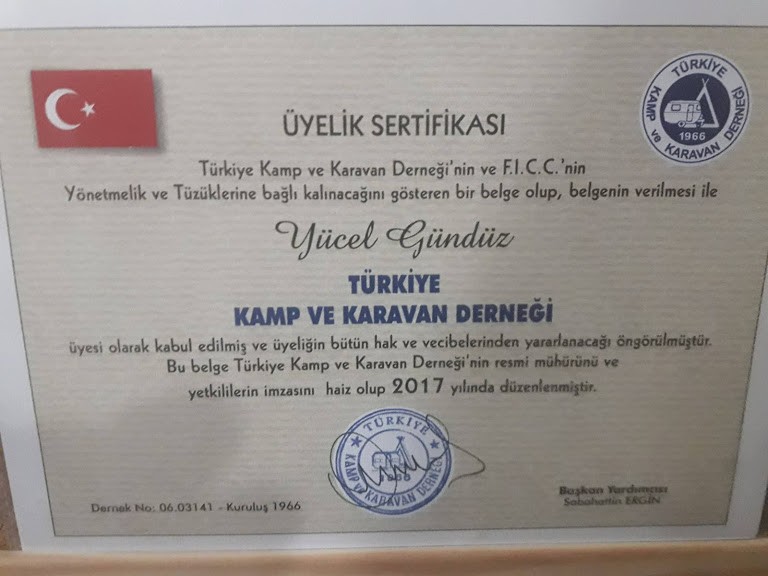 TÜRKİYE
KAMP ve KARAVAN DERNEĞİ
1966
ÜYELİK SERTİFİKASI
Türkiye Kamp ve Karavan Derneği'nin ve F.I.C.C.'nin
Yönetmelik ve Tüzüklerine bağlı kalınacağını gösteren bir belge olup, belgenin verilmesi ile
Yücel Gündüz
TÜRKİYE
KAMP VE KARAVAN DERNEĞİ
üyesi olarak kabul edilmiş ve üyeliğin bütün hak ve vecibelerinden yararlanacağı öngörülmüştür.
Bu belge Türkiye Kamp ve Karavan Derneği'nin resmi mühürünü ve
yetkililerin imzasını haiz olup 2017 yılında düzenlenmiştir.
TÜRKİYE
KAMP ve KARAVAN DERNEĞİ
1966
Başkan Yardımcısı
Sabahattin ERGİN
Dernek No: 06.03141 - Kuruluş 1966